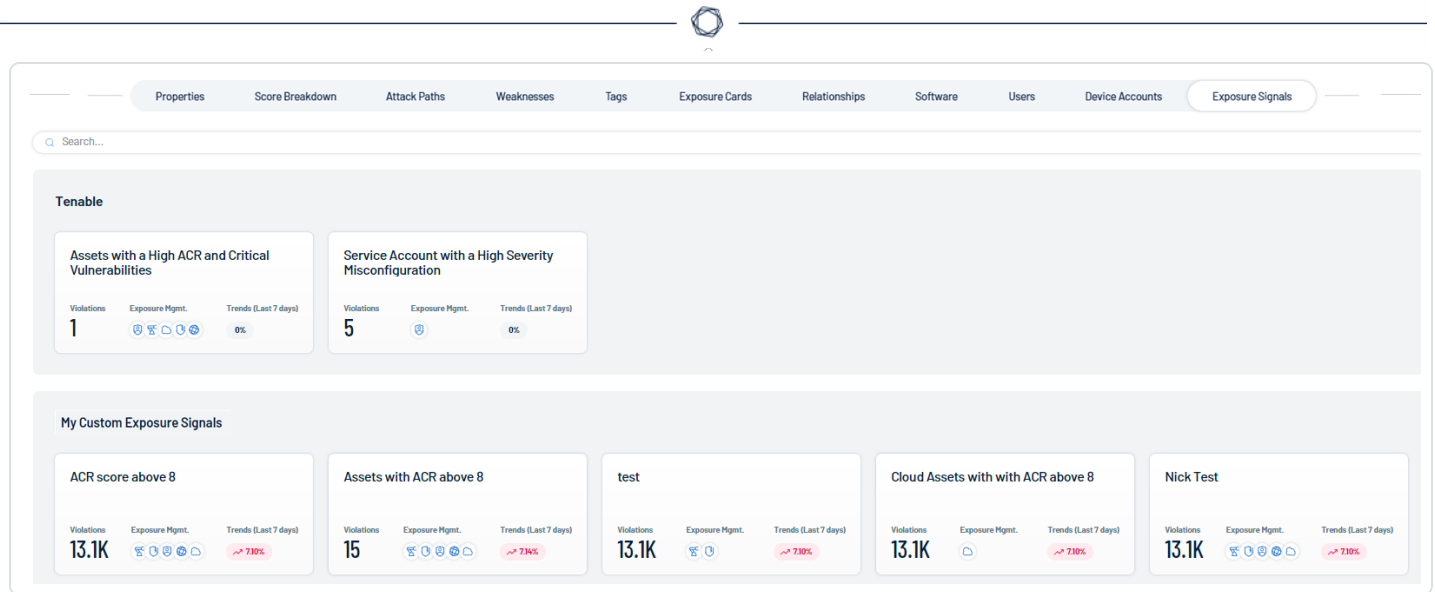 Properties Score Breakdown Attack Paths Weaknesses Tags Exposure Cards Relationships Software Users Device Accounts Exposure Signals
Search...
Tenable
Assets with a High ACR and Critical
Vulnerabilities
Violations Exposure Mgmt. Trends (Last 7 days)
1 0%
Service Account with a High Severity
Misconfiguration
Violations Exposure Mgmt. Trends (Last 7 days)
5 0%
My Custom Exposure Signals
ACR score above 8
Violations Exposure Mgmt. Trends (Last 7 days)
13.1K 7.10%
Assets with ACR above 8
Violations Exposure Mgmt. Trends (Last 7 days)
15 7.14%
test
Violations Exposure Mgmt. Trends (Last 7 days)
13.1K 7.10%
Cloud Assets with with ACR above 8
Violations Exposure Mgmt. Trends (Last 7 days)
13.1K 7.10%
Nick Test
Violations Exposure Mgmt. Trends (Last 7 days)
13.1K 7.10%